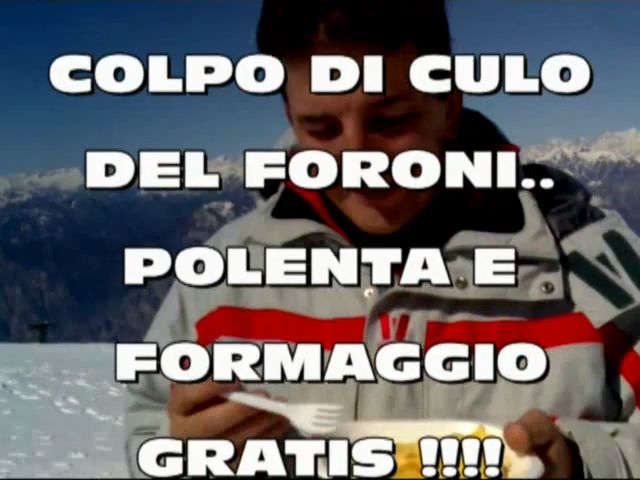 COLPO DI CULO
DEL FORONI..
POLENTA E
FORMAGGIO
GRATIS !!!!